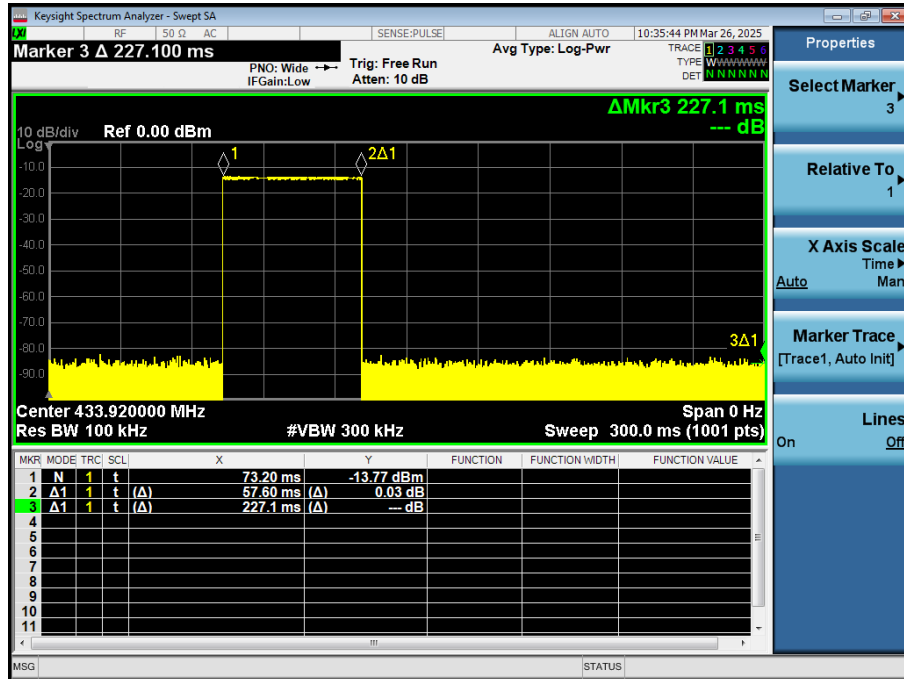 Keysight Spectrum Analyzer - Swept SA
LXI RF 50 Ω AC SENSE:PULSE ALIGN AUTO 10:35:44 PM Mar 26, 2025
Marker 3 Δ 227.100 ms
PNO: Wide
IFGain:Low
Trig: Free Run
Atten: 10 dB
Avg Type: Log-Pwr
TRACE 1 2 3 4 5 6
TYPE WWWWWW
DET N N N N N N
ΔMkr3 227.1 ms
--- dB
10 dB/div Ref 0.00 dBm
Log
1
2Δ1
-10.0
-20.0
-30.0
-40.0
-50.0
-60.0
-70.0
-80.0
3Δ1
-90.0
Center 433.920000 MHz Span 0 Hz
Res BW 100 kHz #VBW 300 kHz Sweep 300.0 ms (1001 pts)
MKR MODE TRC SCL X Y FUNCTION FUNCTION WIDTH FUNCTION VALUE
1 N 1 t 73.20 ms -13.77 dBm
2 Δ1 1 t (Δ) 57.60 ms (Δ) 0.03 dB
3 Δ1 1 t (Δ) 227.1 ms (Δ) --- dB
4
5
6
7
8
9
10
11
MSG STATUS
Properties
Select Marker
3
Relative To
1
X Axis Scale
Time
Auto Man
Marker Trace
[Trace1, Auto Init]
Lines
On Off